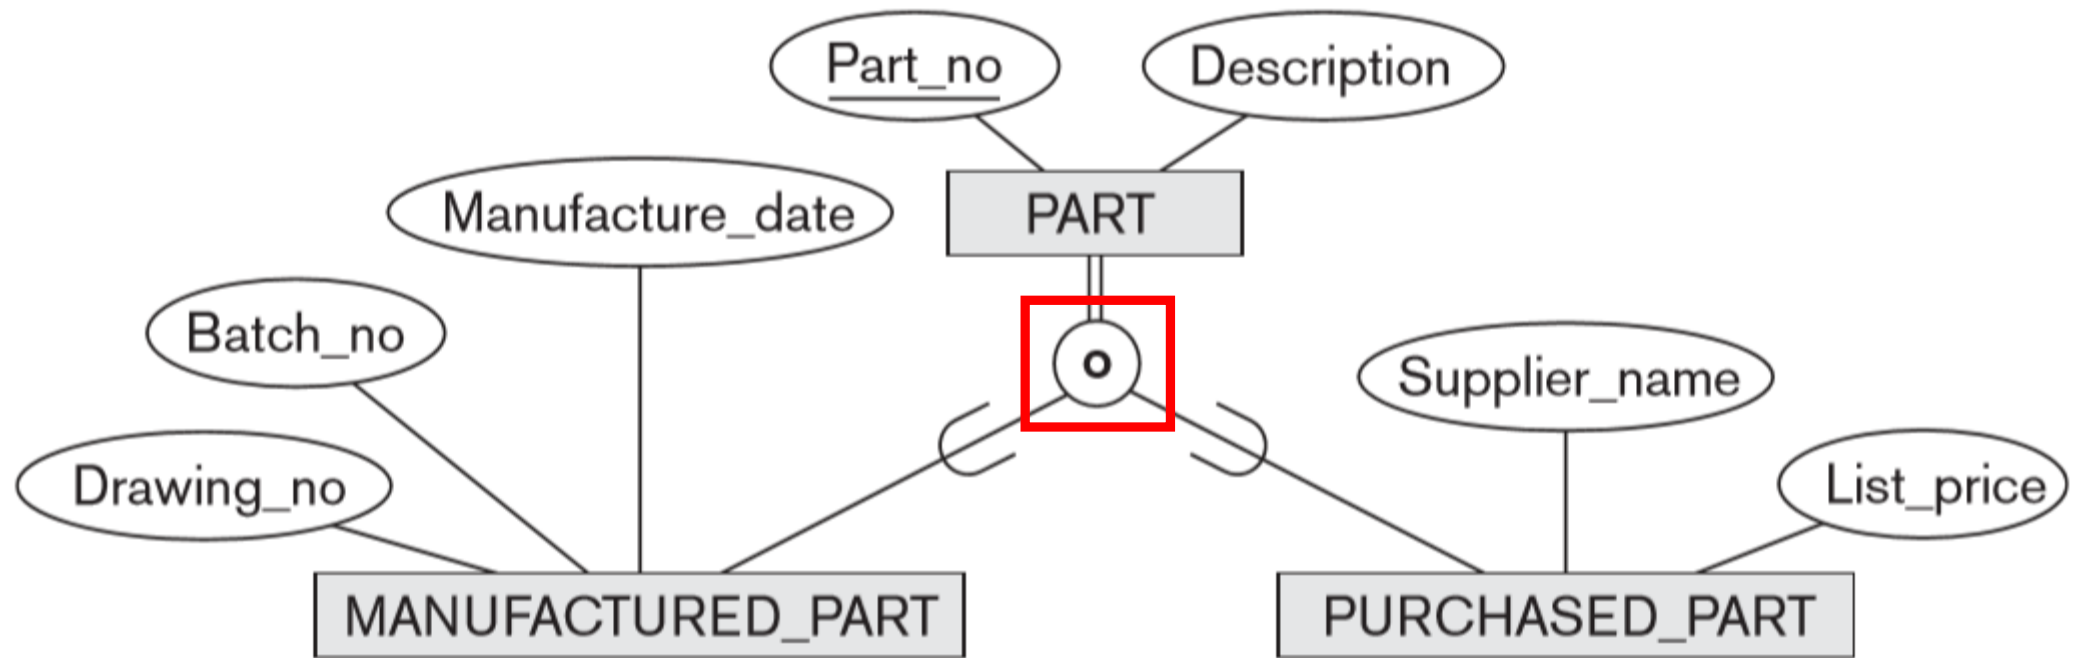 Part_no
Description
Manufacture_date
PART
Batch_no
o
Supplier_name
Drawing_no
List_price
MANUFACTURED_PART
PURCHASED_PART